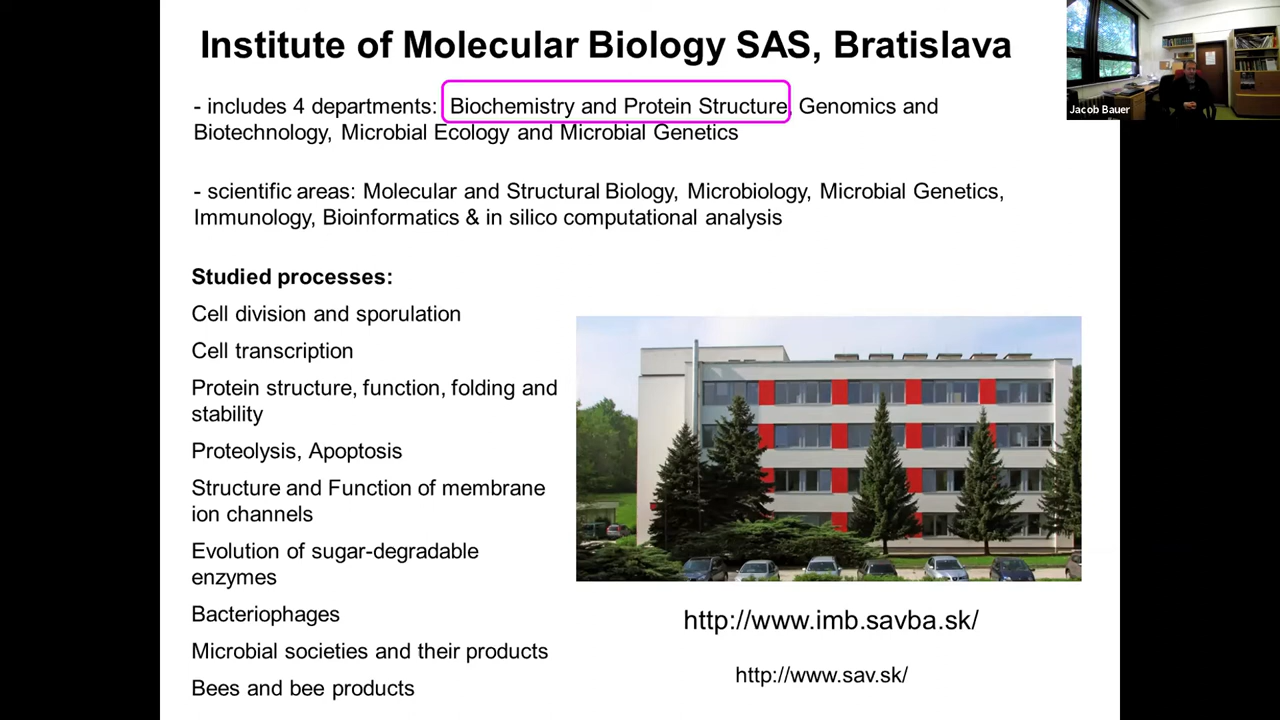 Institute of Molecular Biology SAS, Bratislava
Jacob Bauer
- includes 4 departments: Biochemistry and Protein Structure, Genomics and
Biotechnology, Microbial Ecology and Microbial Genetics
- scientific areas: Molecular and Structural Biology, Microbiology, Microbial Genetics,
Immunology, Bioinformatics & in silico computational analysis
Studied processes:
Cell division and sporulation
Cell transcription
Protein structure, function, folding and
stability
Proteolysis, Apoptosis
Structure and Function of membrane
ion channels
Evolution of sugar-degradable
enzymes
Bacteriophages
Microbial societies and their products
Bees and bee products
http://www.imb.savba.sk/
http://www.sav.sk/